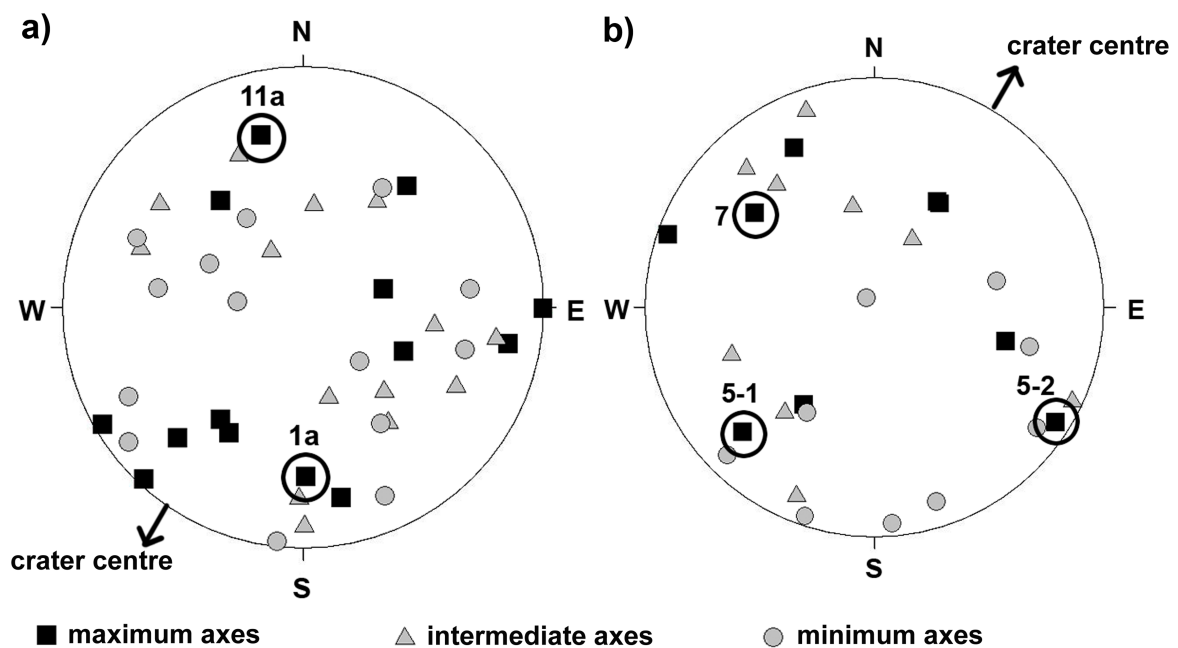 a)
N
11a
W
E
1a
crater centre
S
b)
crater centre
N
7
W
E
5-1
5-2
S
maximum axes
intermediate axes
minimum axes